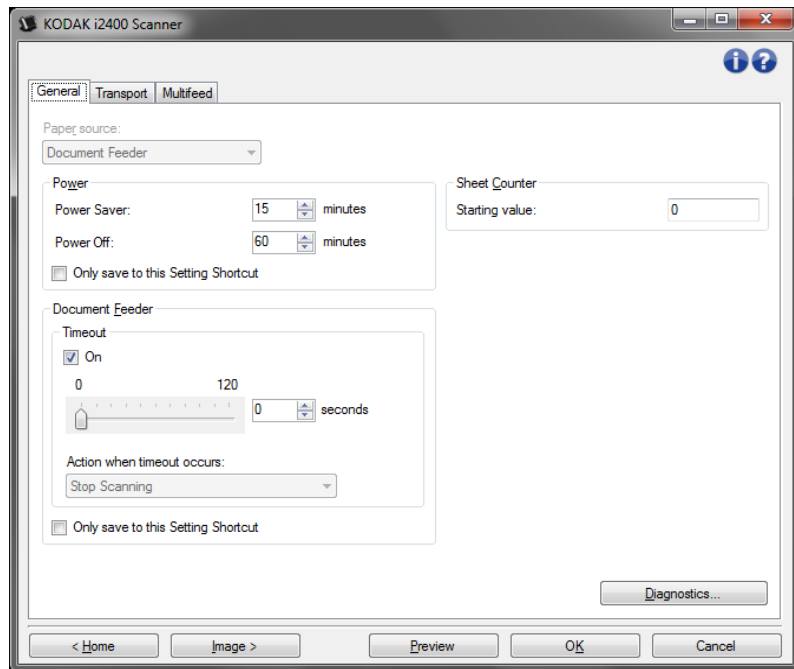 KODAK i2400 Scanner
General Transport Multifeed
Paper source:
Document Feeder
Power
Power Saver: 15 minutes
Power Off: 60 minutes
Only save to this Setting Shortcut
Sheet Counter
Starting value: 0
Document Feeder
Timeout
On
0 120
0 seconds
Action when timeout occurs:
Stop Scanning
Only save to this Setting Shortcut
Diagnostics...
< Home Image > Preview OK Cancel